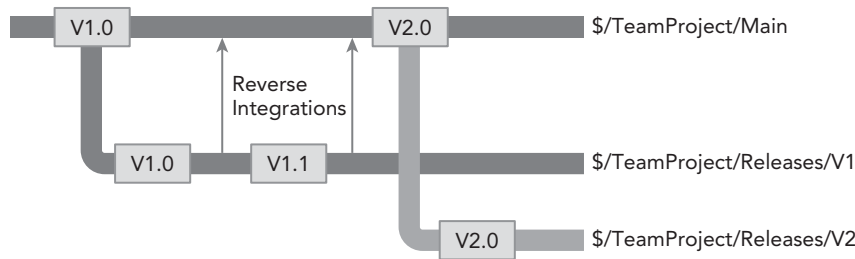 V1.0
V2.0
$/TeamProject/Main
Reverse
Integrations
V1.0
V1.1
$/TeamProject/Releases/V1
V2.0
$/TeamProject/Releases/V2